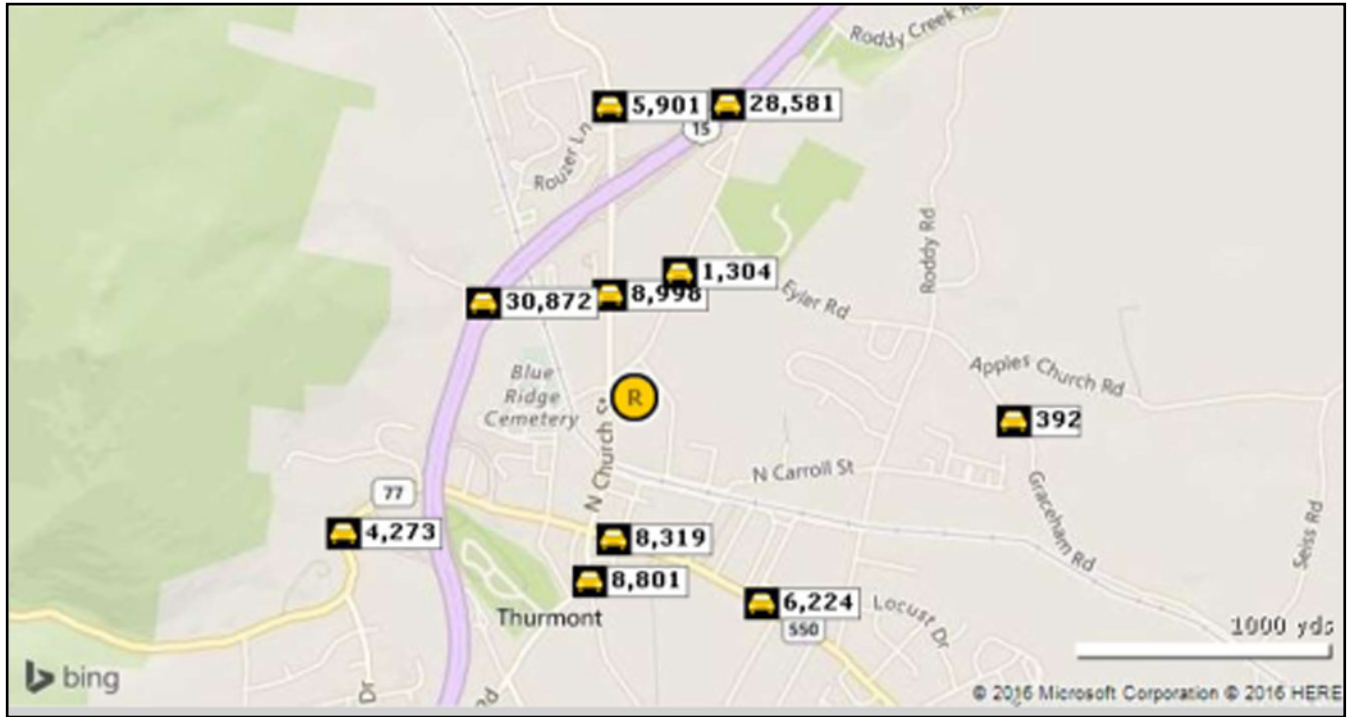 Roddy Creek Rd
5,901
28,581
15
Rouzer Ln
Roddy Rd
1,304
8,998
30,872
Eyler Rd
Blue
Ridge
Cemetery
R
Apples Church Rd
392
N Church St
N Carroll St
77
4,273
8,319
Graceham Rd
Seiss Rd
8,801
6,224
Thurmont
550
Locust Dr
1000 yds
bing
Dr
Rd
© 2016 Microsoft Corporation © 2016 HERE